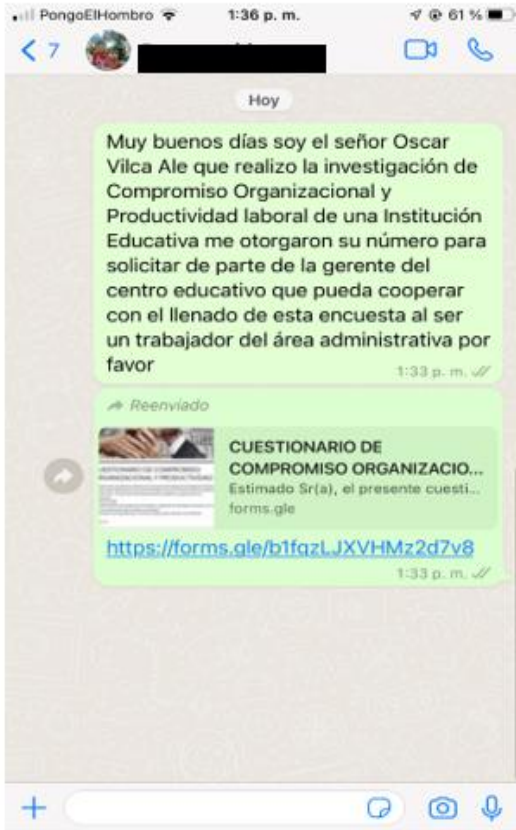 PongoElHombro 1:36 p. m. 61 %
7
Hoy
Muy buenos días soy el señor Oscar
Vilca Ale que realizo la investigación de
Compromiso Organizacional y
Productividad laboral de una Institución
Educativa me otorgaron su número para
solicitar de parte de la gerente del
centro educativo que pueda cooperar
con el llenado de esta encuesta al ser
un trabajador del área administrativa por
favor
1:33 p. m.
Reenviado
CUESTIONARIO DE
COMPROMISO ORGANIZACIO...
Estimado Sr(a), el presente cuesti...
forms.gle
https://forms.gle/b1fqzLJXVHMz2d7v8
1:33 p. m.